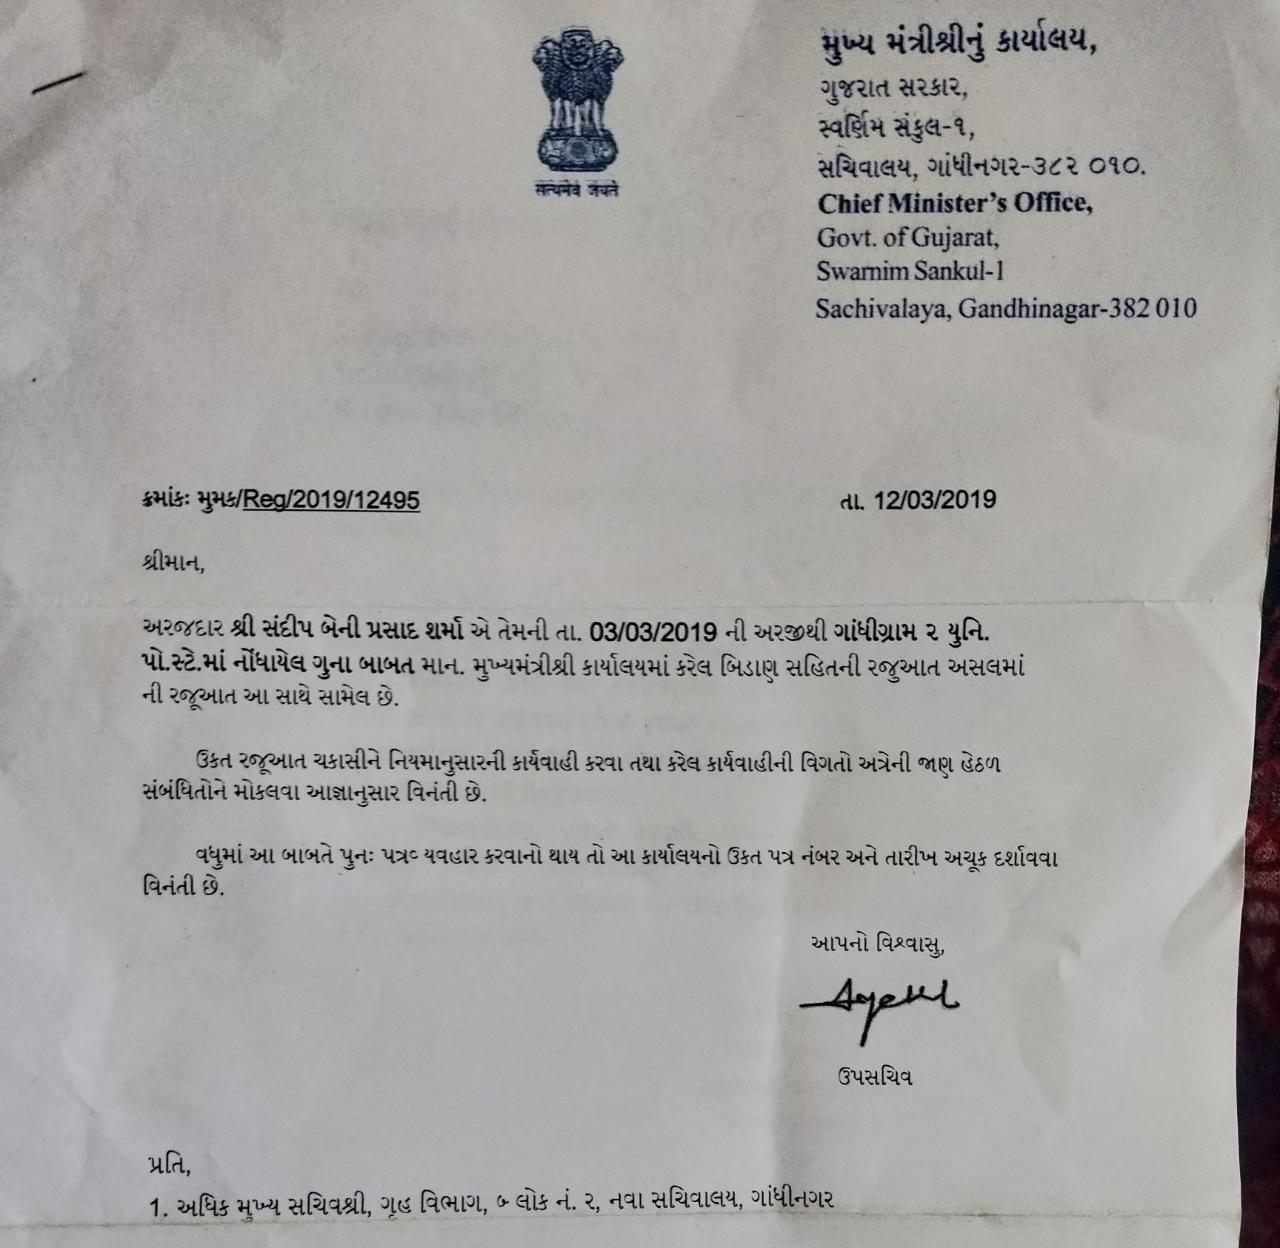 सत्यमेव जयते
મુખ્ય મંત્રીશ્રીનું કાર્યાલય,
ગુજરાત સરકાર,
સ્વર્ણિમ સંકુલ-૧,
સચિવાલય, ગાંધીનગર-૩૮૨ ૦૧૦.
Chief Minister's Office,
Govt. of Gujarat,
Swarnim Sankul-1
Sachivalaya, Gandhinagar-382 010
ક્રમાંકઃ મુમક/Reg/2019/12495 તા. 12/03/2019
શ્રીમાન,
અરજદાર શ્રી સંદીપ બેની પ્રસાદ શર્મા એ તેમની તા. 03/03/2019 ની અરજીથી ગાંધીગ્રામ ૨ યુનિ.
પો.સ્ટે.માં નોંધાયેલ ગુના બાબત માન. મુખ્યમંત્રીશ્રી કાર્યાલયમાં કરેલ બિડાણ સહિતની રજુઆત અસલમાં
ની રજૂઆત આ સાથે સામેલ છે.
ઉકત રજૂઆત ચકાસીને નિયમાનુસારની કાર્યવાહી કરવા તથા કરેલ કાર્યવાહીની વિગતો અત્રેની જાણ હેઠળ
સંબંધિતોને મોકલવા આજ્ઞાનુસાર વિનંતી છે.
વધુમાં આ બાબતે પુનઃ પત્રવ્યવહાર કરવાનો થાય તો આ કાર્યાલયનો ઉકત પત્ર નંબર અને તારીખ અચૂક દર્શાવવા
વિનંતી છે.
આપનો વિશ્વાસુ,
ઉપસચિવ
પ્રતિ,
1. અધિક મુખ્ય સચિવશ્રી, ગૃહ વિભાગ, બ્લોક નં. ૨, નવા સચિવાલય, ગાંધીનગર